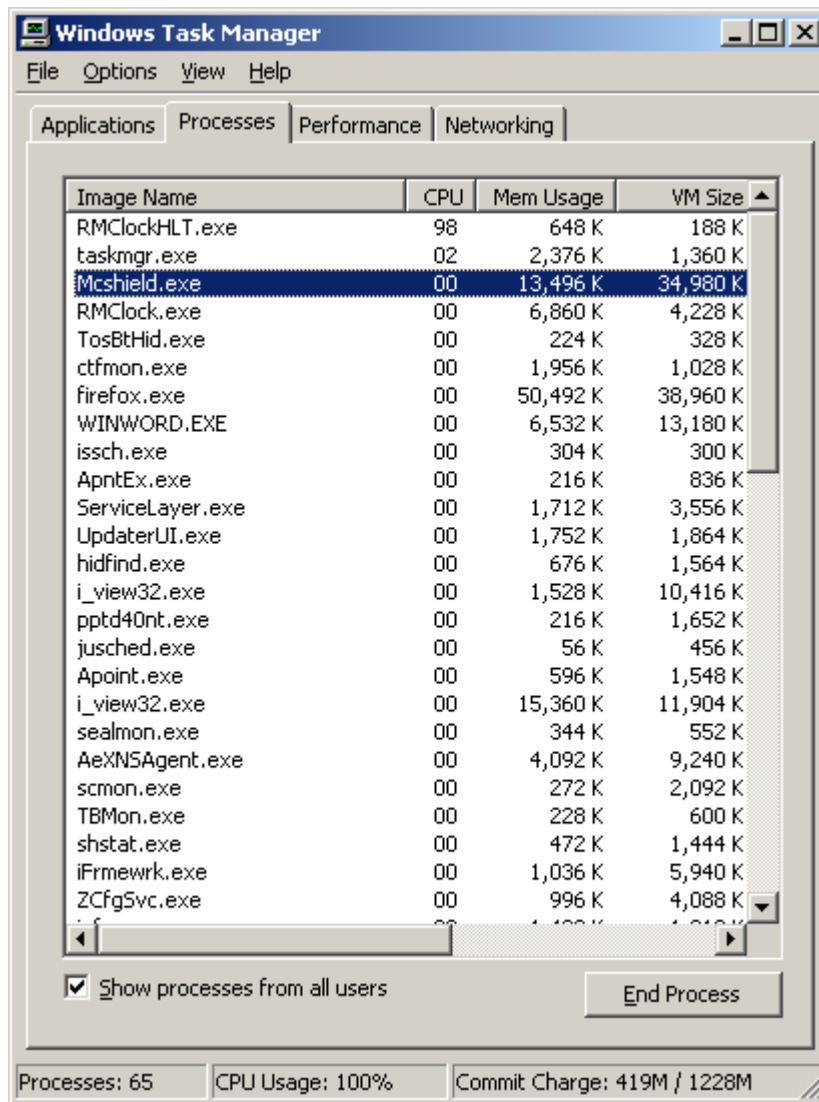 Windows Task Manager
File Options View Help
Applications Processes Performance Networking
Image Name CPU Mem Usage VM Size
RMClockHLT.exe 98 648 K 188 K
taskmgr.exe 02 2,376 K 1,360 K
Mcshield.exe 00 13,496 K 34,980 K
RMClock.exe 00 6,860 K 4,228 K
TosBtHid.exe 00 224 K 328 K
ctfmon.exe 00 1,956 K 1,028 K
firefox.exe 00 50,492 K 38,960 K
WINWORD.EXE 00 6,532 K 13,180 K
issch.exe 00 304 K 300 K
ApntEx.exe 00 216 K 836 K
ServiceLayer.exe 00 1,712 K 3,556 K
UpdaterUI.exe 00 1,752 K 1,864 K
hidfind.exe 00 676 K 1,564 K
i_view32.exe 00 1,528 K 10,416 K
pptd40nt.exe 00 216 K 1,652 K
jusched.exe 00 56 K 456 K
Apoint.exe 00 596 K 1,548 K
i_view32.exe 00 15,360 K 11,904 K
sealmon.exe 00 344 K 552 K
AeXNSAgent.exe 00 4,092 K 9,240 K
scmon.exe 00 272 K 2,092 K
TBMon.exe 00 228 K 600 K
shstat.exe 00 472 K 1,444 K
iFrmewrk.exe 00 1,036 K 5,940 K
ZCfgSvc.exe 00 996 K 4,088 K
Show processes from all users
End Process
Processes: 65 CPU Usage: 100% Commit Charge: 419M / 1228M